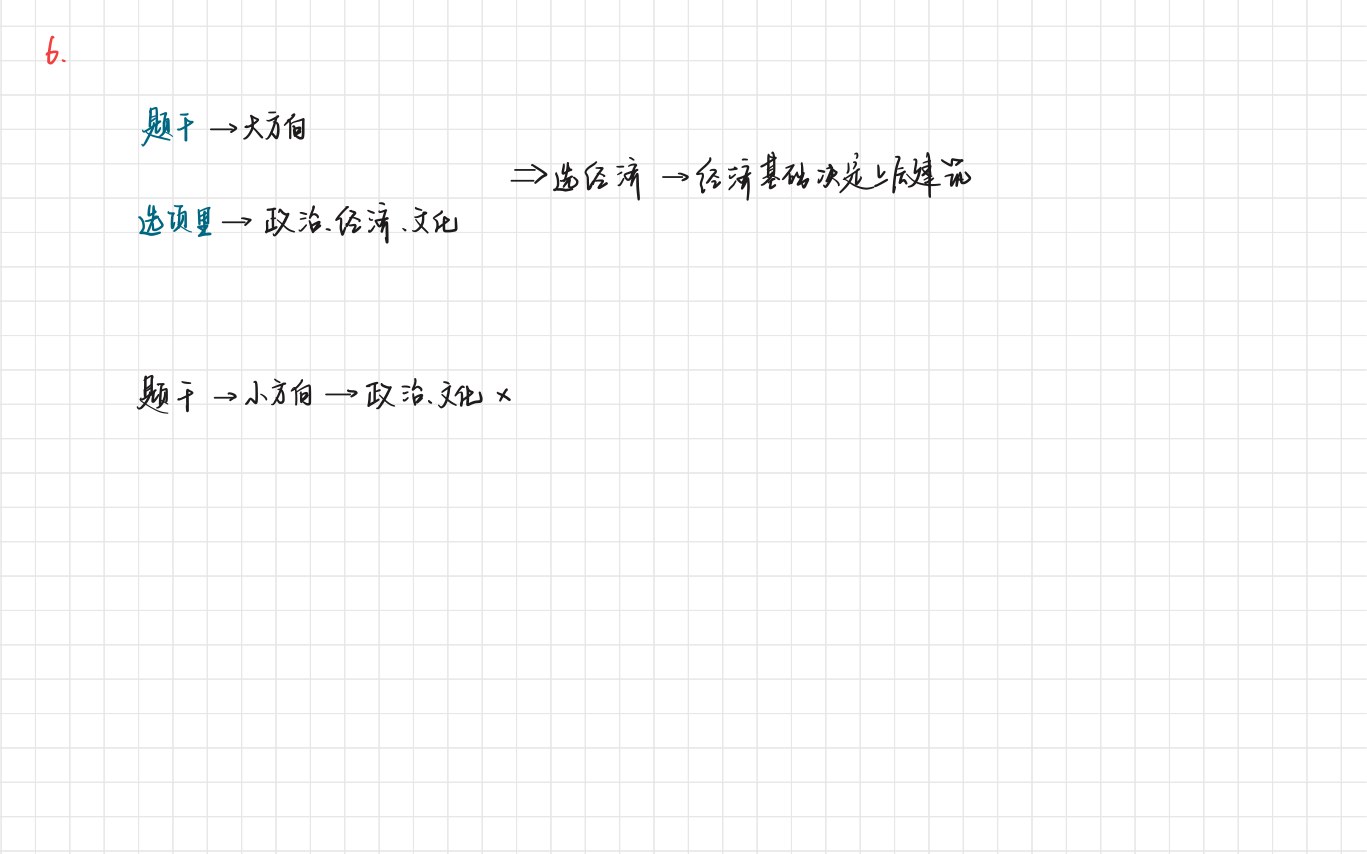 6.
题干 → 大方向
⇒ 选经济 → 经济基础决定上层建筑
选项里 → 政治、经济、文化
题干 → 小方向 → 政治、文化 ×